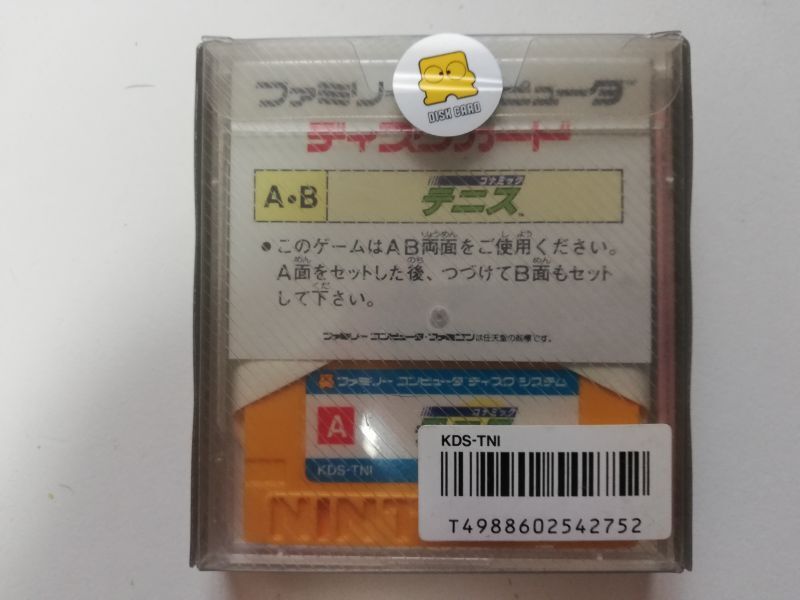 ファミリー ピュータ
DISK CARD
ディスクカード
A・B
コナミック
テニス
TM
●このゲームはAB両面をご使用ください。
A面をセットした後、つづけてB面もセット
して下さい。
ファミリー コンピュータ・ファミコンは任天堂の商標です。
ファミリー コンピュータ ディスク システム
A
コナミック
KDS-TNI
NINT
KDS-TNI
T4988602542752